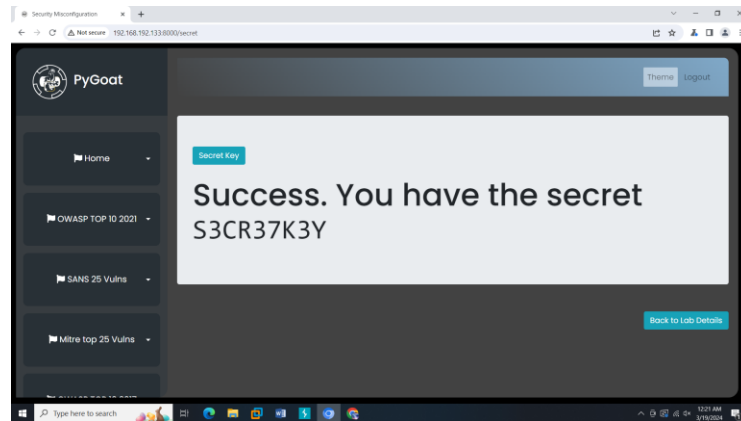 Security Misconfiguration
Not secure 192.168.192.133:8000/secret
PyGoat
Theme Logout
Home
OWASP TOP 10 2021
SANS 25 Vulns
Mitre top 25 Vulns
Secret Key
Success. You have the secret
S3CR37K3Y
Back to Lab Details
Type here to search
12:21 AM
3/19/2024